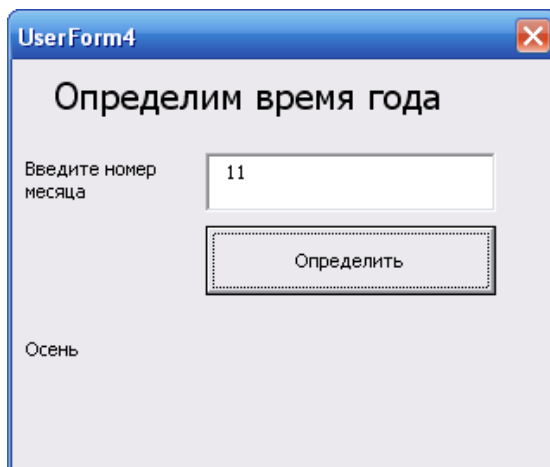 UserForm4
Определим время года
Введите номер
месяца
11
Определить
Осень